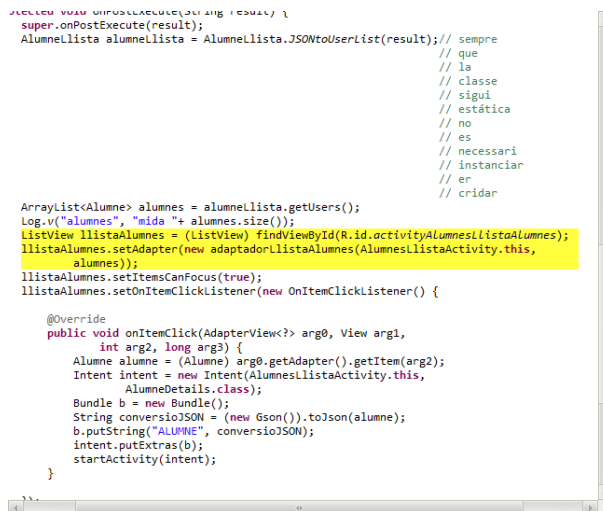 protected void onPostExecute(String result) {
super.onPostExecute(result);
AlumneLlista alumneLlista = AlumneLlista.JSONtoUserList(result);// sempre
// que
// la
// classe
// sigui
// estática
// no
// es
// necessari
// instanciar
// er
// cridar
ArrayList<Alumne> alumnes = alumneLlista.getUsers();
Log.v("alumnes", "mida "+ alumnes.size());
ListView llistaAlumnes = (ListView) findViewById(R.id.activityAlumnesLlistaAlumnes);
llistaAlumnes.setAdapter(new adaptadorLlistaAlumnes(AlumnesLlistaActivity.this,
alumnes));
llistaAlumnes.setItemsCanFocus(true);
llistaAlumnes.setOnItemClickListener(new OnItemClickListener() {
@Override
public void onItemClick(AdapterView<?> arg0, View arg1,
int arg2, long arg3) {
Alumne alumne = (Alumne) arg0.getAdapter().getItem(arg2);
Intent intent = new Intent(AlumnesLlistaActivity.this,
AlumneDetails.class);
Bundle b = new Bundle();
String conversioJSON = (new Gson()).toJson(alumne);
b.putString("ALUMNE", conversioJSON);
intent.putExtras(b);
startActivity(intent);
}
});